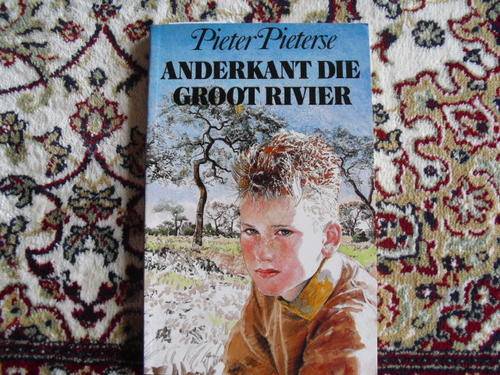 Pieter Pieterse
ANDERKANT DIE
GROOT RIVIER